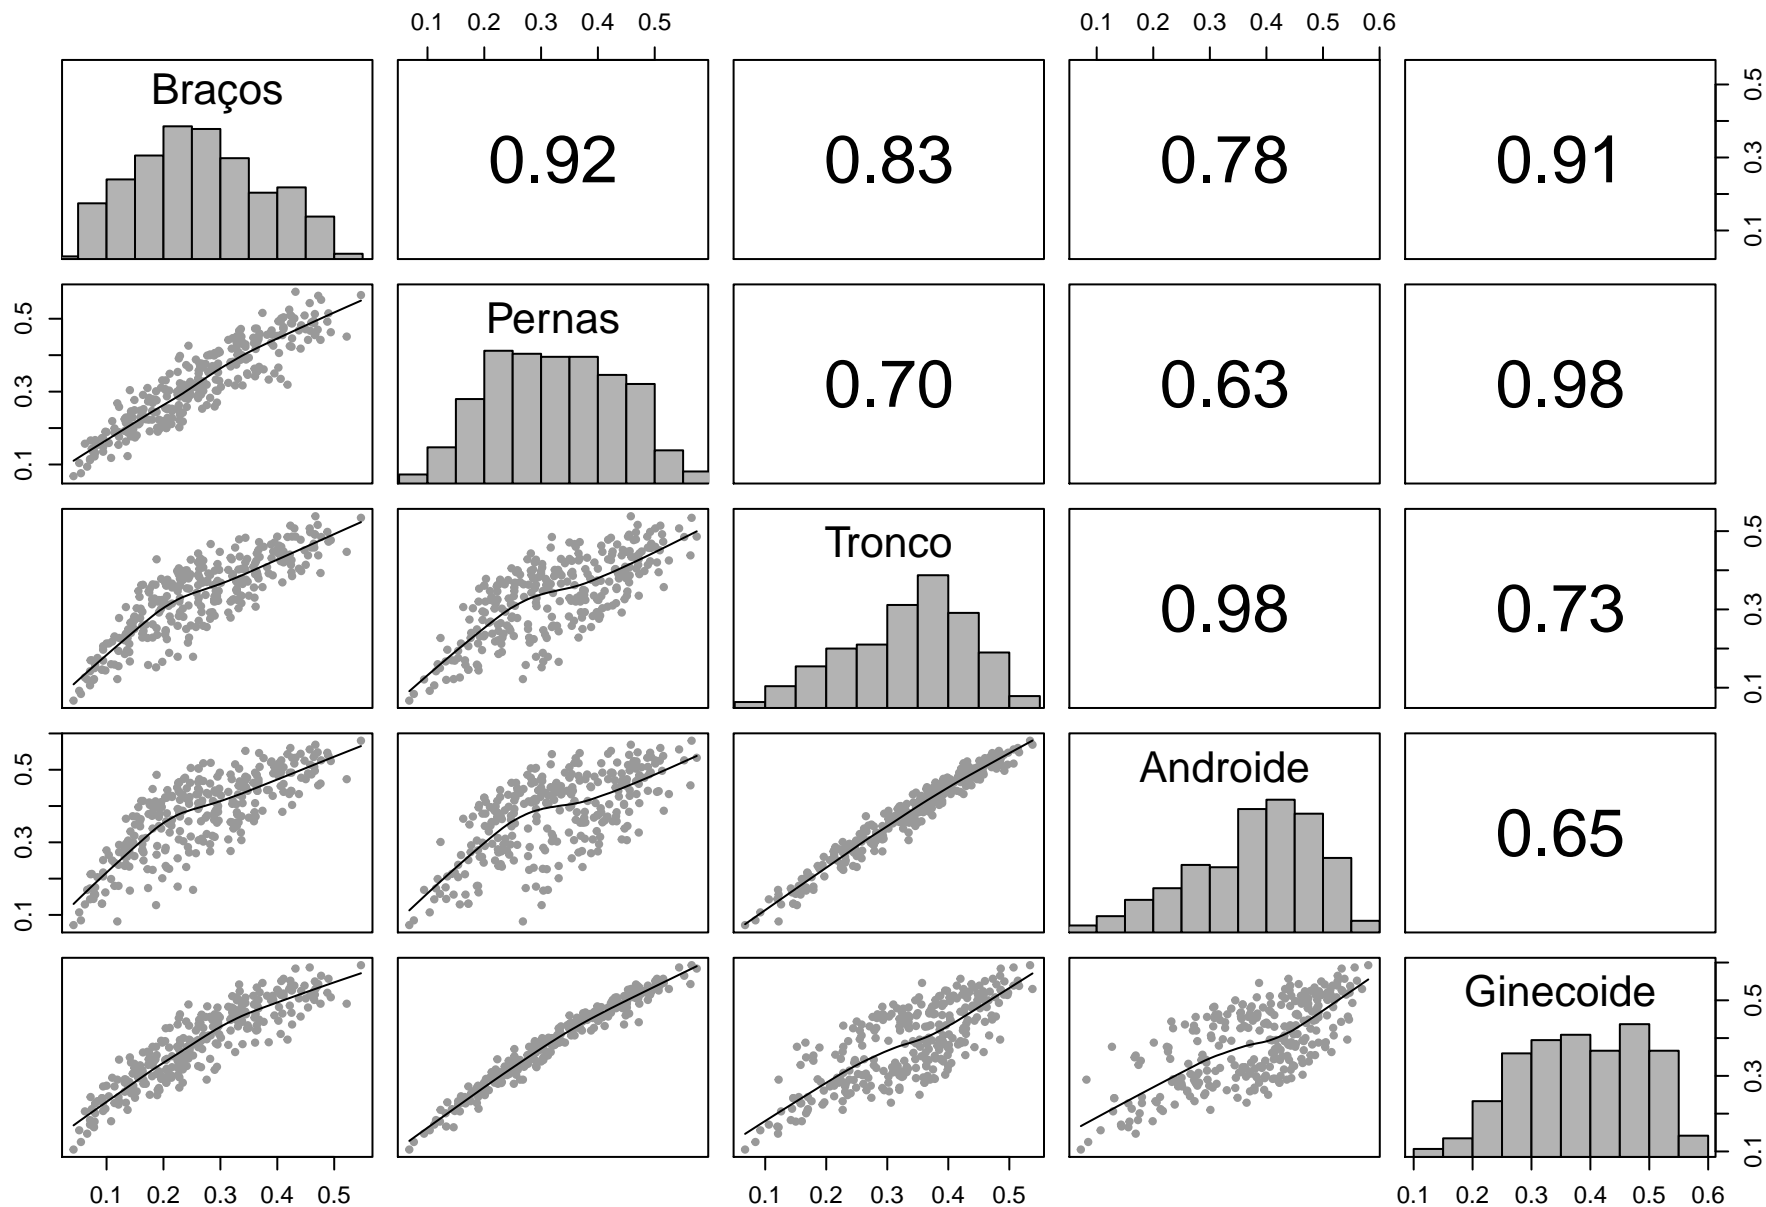 0.1 0.2 0.3 0.4 0.5 0.1 0.2 0.3 0.4 0.5 0.6
Braços 0.92 0.83 0.78 0.91 0.1 0.3 0.5
0.1 0.3 0.5 Pernas 0.70 0.63 0.98
Tronco 0.98 0.73 0.1 0.3 0.5
0.1 0.3 0.5 Androide 0.65
Ginecoide 0.1 0.3 0.5
0.1 0.2 0.3 0.4 0.5 0.1 0.2 0.3 0.4 0.5 0.1 0.2 0.3 0.4 0.5 0.6